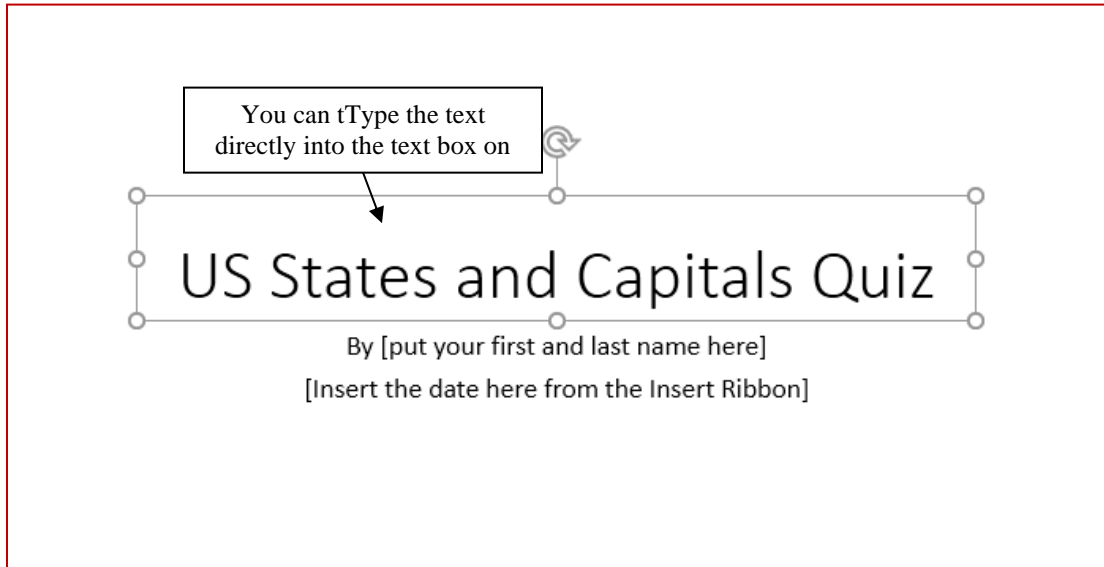 You can tType the text
directly into the text box on
US States and Capitals Quiz
By [put your first and last name here]
[Insert the date here from the Insert Ribbon]